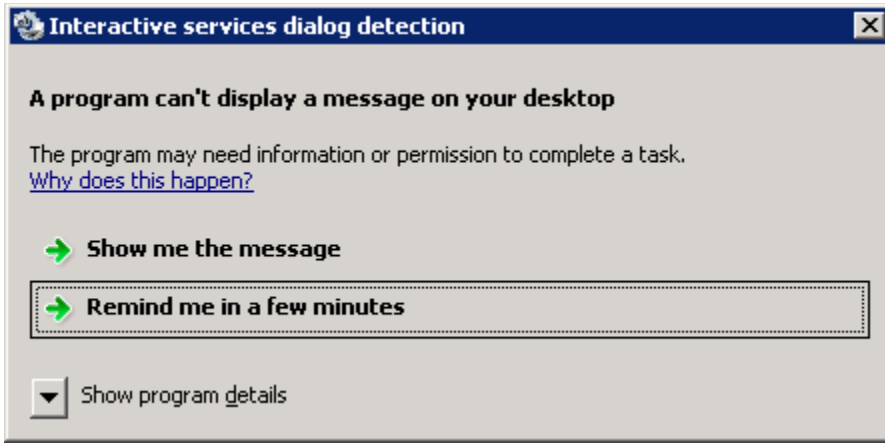 Interactive services dialog detection
A program can't display a message on your desktop
The program may need information or permission to complete a task.
Why does this happen?
Show me the message
Remind me in a few minutes
Show program details